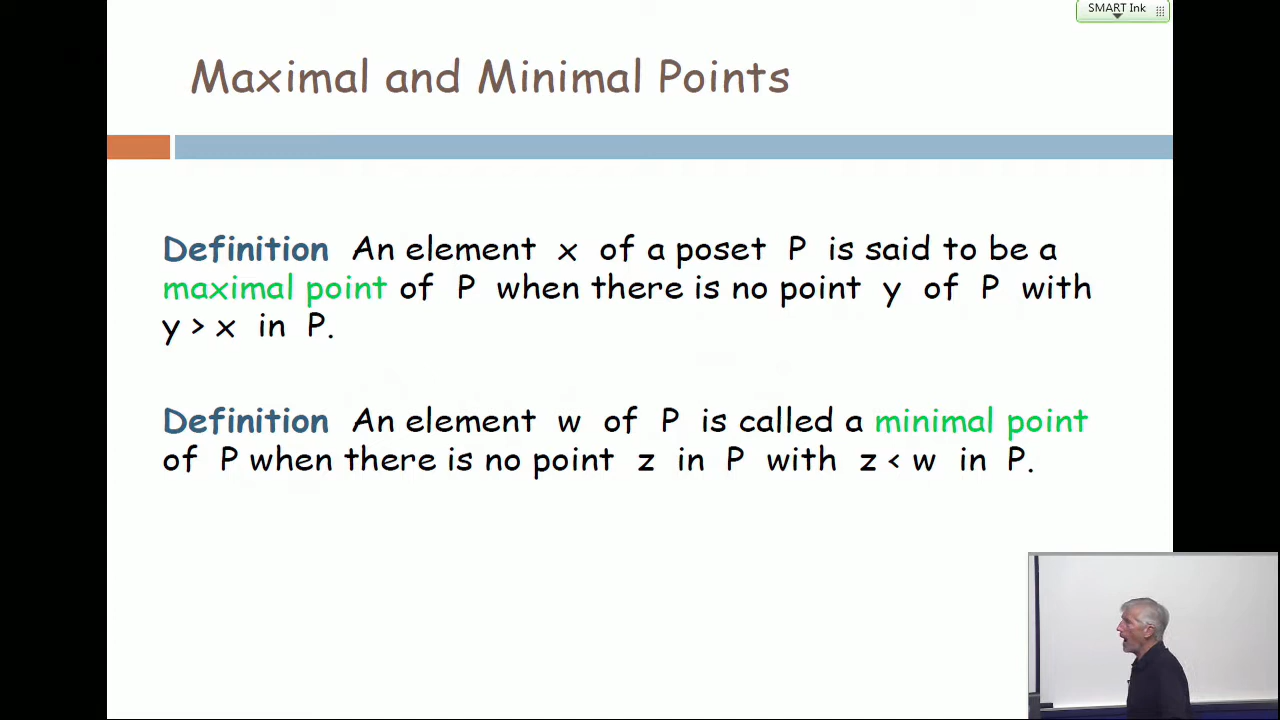 SMART Ink
Maximal and Minimal Points
Definition An element x of a poset P is said to be a
maximal point of P when there is no point y of P with
y > x in P.
Definition An element w of P is called a minimal point
of P when there is no point z in P with z < w in P.